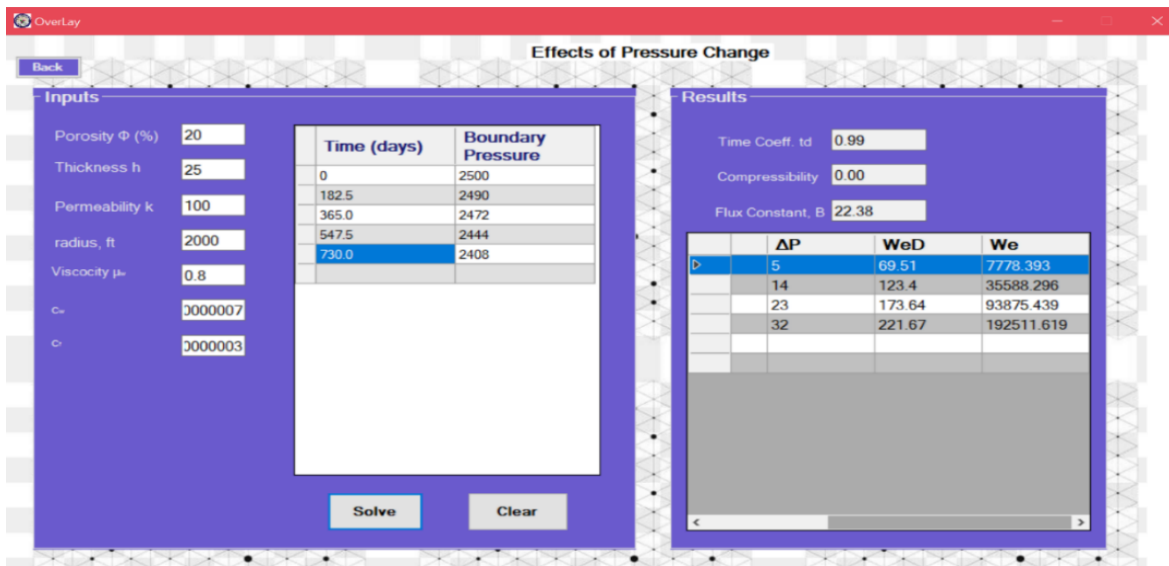 OverLay
Effects of Pressure Change
Back
Inputs
Porosity Φ (%) 20
Thickness h 25
Permeability k 100
radius, ft 2000
Viscocity μw 0.8
Cw 0000007
Cr 0000003
Time (days) Boundary Pressure
0 2500
182.5 2490
365.0 2472
547.5 2444
730.0 2408
Solve Clear
Results
Time Coeff. td 0.99
Compressibility 0.00
Flux Constant, B 22.38
ΔP WeD We
5 69.51 7778.393
14 123.4 35588.296
23 173.64 93875.439
32 221.67 192511.619